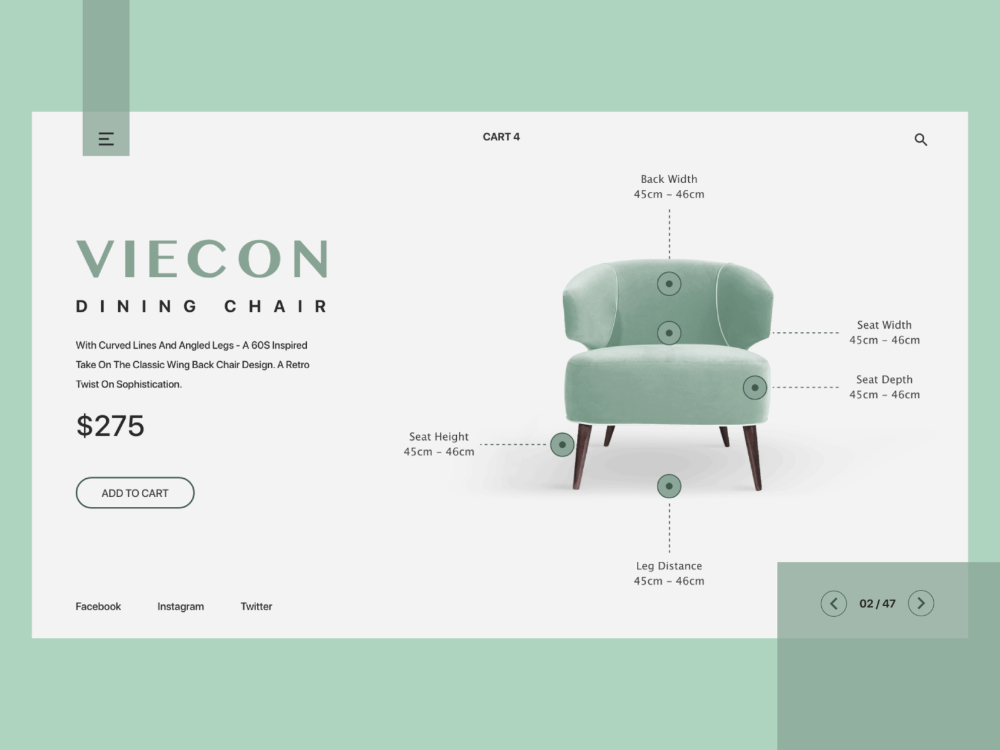 CART 4
VIECON
DINING CHAIR
With Curved Lines And Angled Legs - A 60S Inspired
Take On The Classic Wing Back Chair Design. A Retro
Twist On Sophistication.
$275
ADD TO CART
Back Width
45cm – 46cm
Seat Width
45cm – 46cm
Seat Depth
45cm – 46cm
Seat Height
45cm – 46cm
Leg Distance
45cm – 46cm
Facebook Instagram Twitter
02 / 47